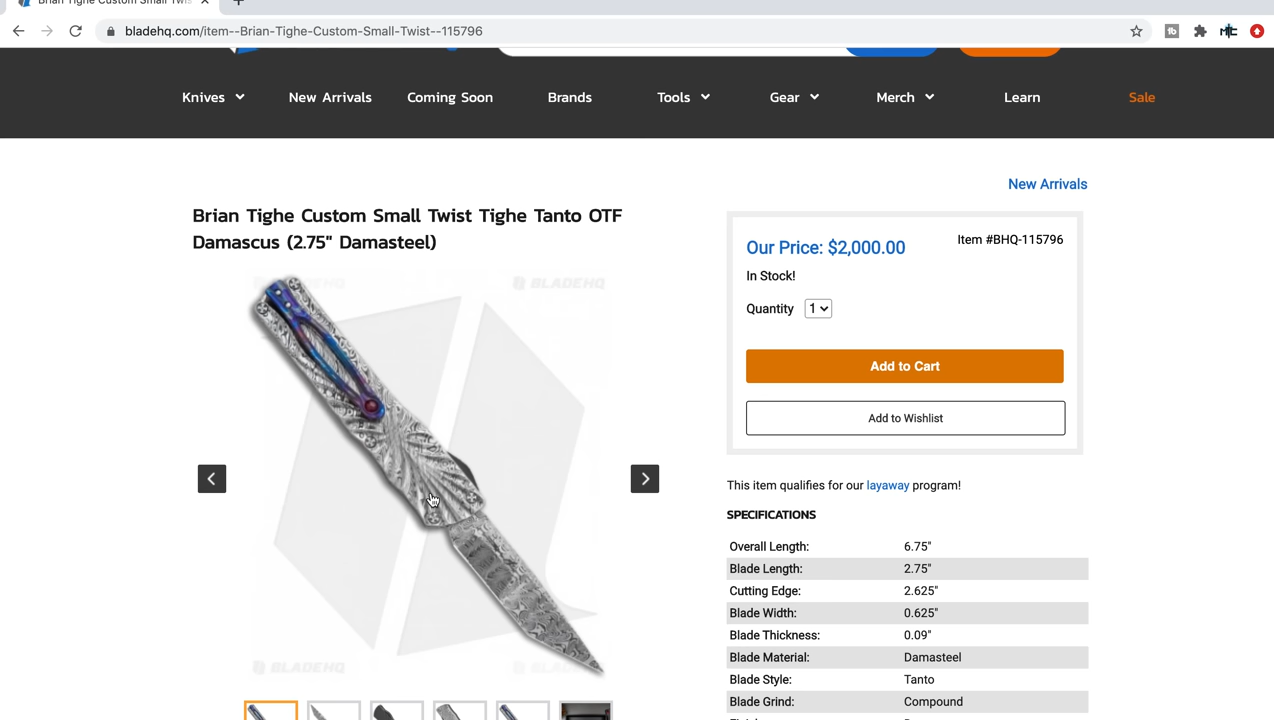 Brian Tighe Custom Small Twis
bladehq.com/item--Brian-Tighe-Custom-Small-Twist--115796
Knives New Arrivals Coming Soon Brands Tools Gear Merch Learn Sale
New Arrivals
Brian Tighe Custom Small Twist Tighe Tanto OTF
Damascus (2.75" Damasteel)
BLADEHQ BLADEHQ
BLADEHQ BLADEHQ
Our Price: $2,000.00
Item #BHQ-115796
In Stock!
Quantity 1
Add to Cart
Add to Wishlist
This item qualifies for our layaway program!
SPECIFICATIONS
Overall Length: 6.75"
Blade Length: 2.75"
Cutting Edge: 2.625"
Blade Width: 0.625"
Blade Thickness: 0.09"
Blade Material: Damasteel
Blade Style: Tanto
Blade Grind: Compound